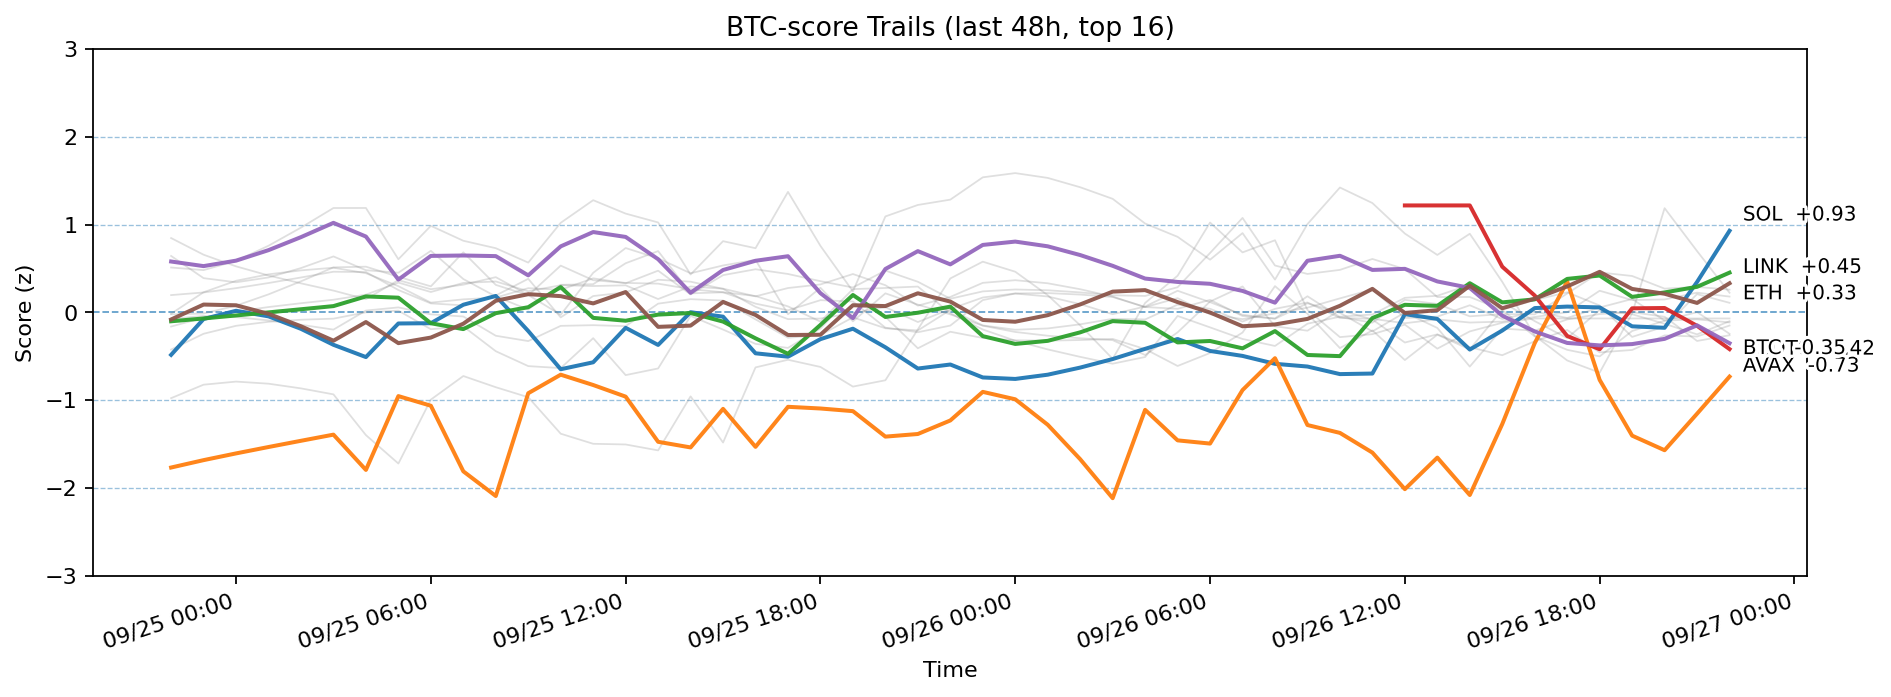 BTC-score Trails (last 48h, top 16)
Score (z)
3
2
1
0
−1
−2
−3
SOL +0.93
LINK +0.45
ETH +0.33
BTC -0.35
AVAX -0.73
09/25 00:00
09/25 06:00
09/25 12:00
09/25 18:00
09/26 00:00
09/26 06:00
09/26 12:00
09/26 18:00
09/27 00:00
Time